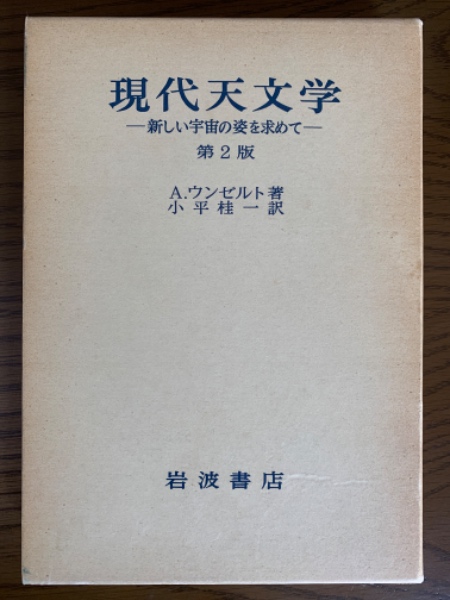 現代天文学
―新しい宇宙の姿を求めて―
第2版
A.ウンゼルト著
小平桂一訳
岩波書店